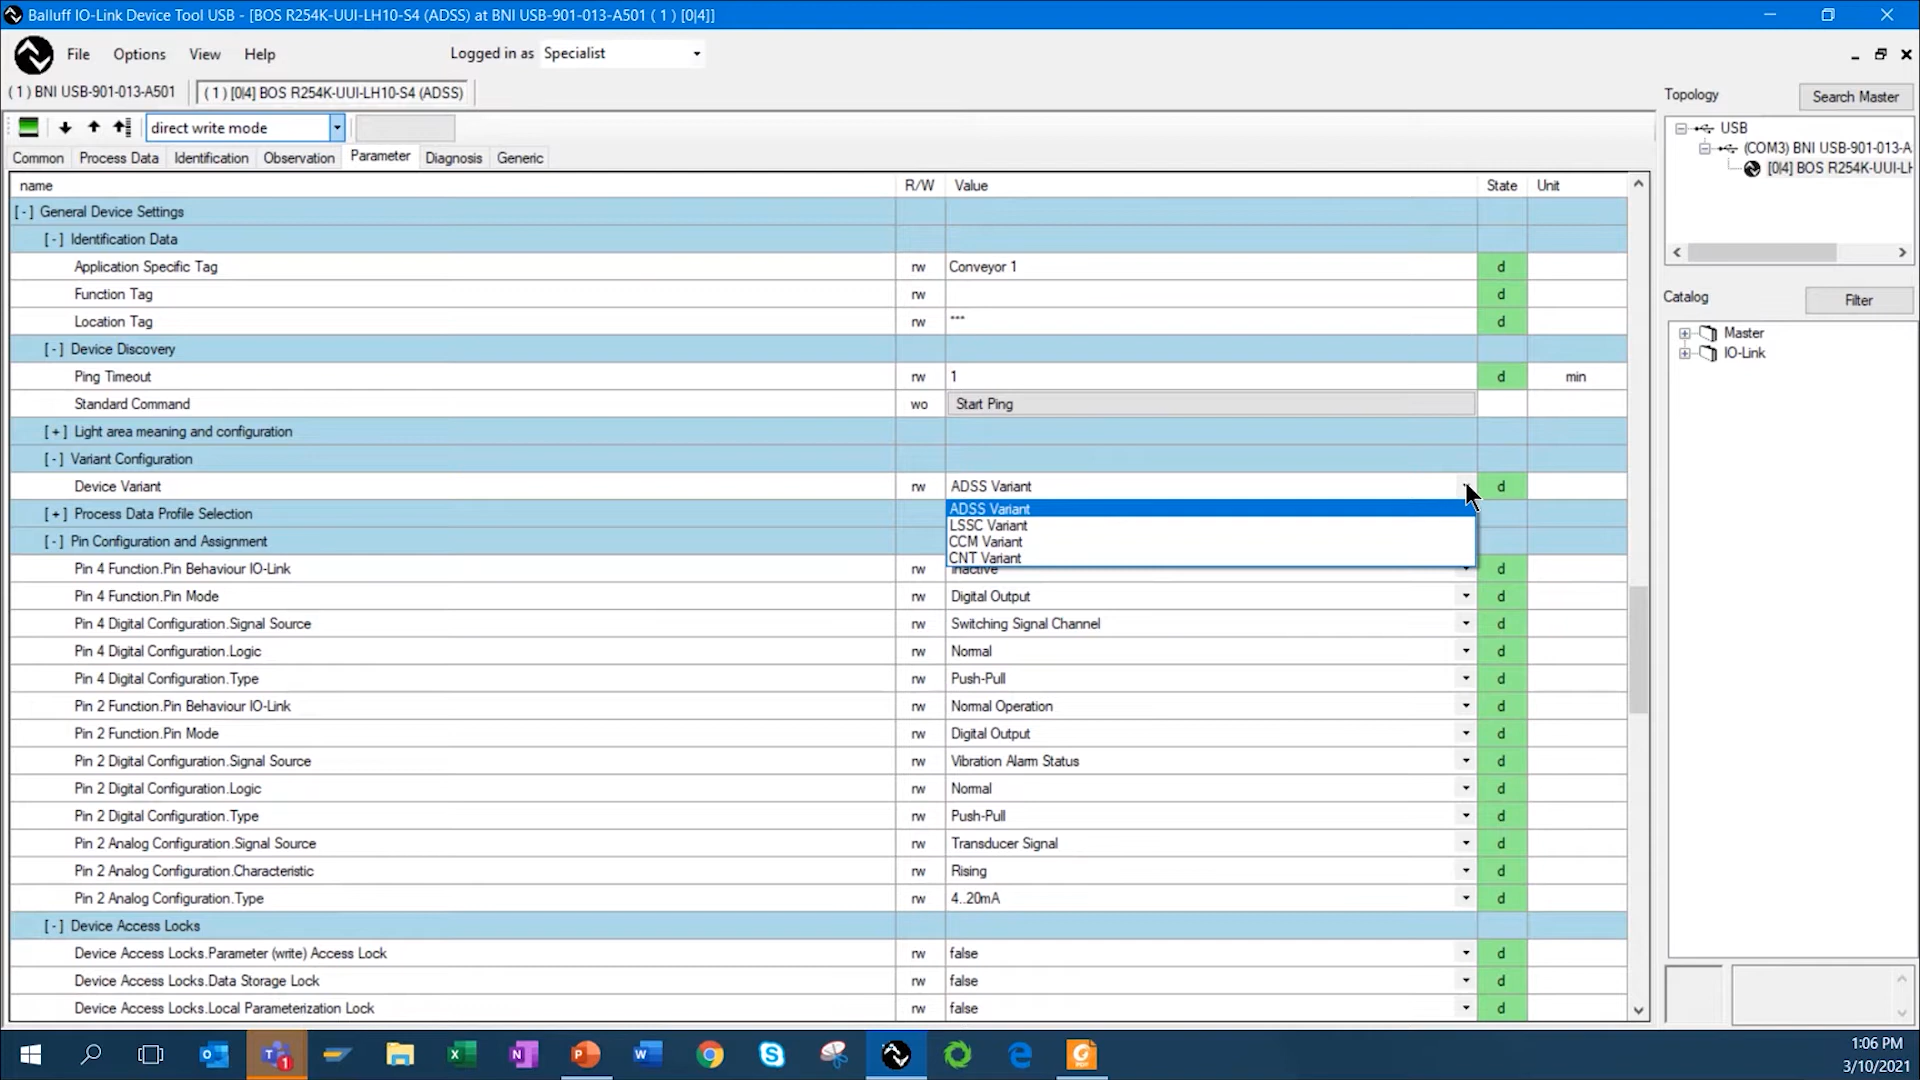 Balluff IO-Link Device Tool USB - [BOS R254K-UUI-LH10-S4 (ADSS) at BNI USB-901-013-A501 ( 1 ) [0|4]]
File Options View Help Logged in as Specialist
( 1 ) BNI USB-901-013-A501 ( 1 ) [0|4] BOS R254K-UUI-LH10-S4 (ADSS)
direct write mode
Common Process Data Identification Observation Parameter Diagnosis Generic
name R/W Value State Unit
[ - ] General Device Settings
[ - ] Identification Data
Application Specific Tag rw Conveyor 1 d
Function Tag rw d
Location Tag rw *** d
[ - ] Device Discovery
Ping Timeout rw 1 d min
Standard Command wo Start Ping
[ + ] Light area meaning and configuration
[ - ] Variant Configuration
Device Variant rw ADSS Variant d
ADSS Variant
LSSC Variant
CCM Variant
CNT Variant
[ + ] Process Data Profile Selection
[ - ] Pin Configuration and Assignment
Pin 4 Function.Pin Behaviour IO-Link rw Inactive d
Pin 4 Function.Pin Mode rw Digital Output d
Pin 4 Digital Configuration.Signal Source rw Switching Signal Channel d
Pin 4 Digital Configuration.Logic rw Normal d
Pin 4 Digital Configuration.Type rw Push-Pull d
Pin 2 Function.Pin Behaviour IO-Link rw Normal Operation d
Pin 2 Function.Pin Mode rw Digital Output d
Pin 2 Digital Configuration.Signal Source rw Vibration Alarm Status d
Pin 2 Digital Configuration.Logic rw Normal d
Pin 2 Digital Configuration.Type rw Push-Pull d
Pin 2 Analog Configuration.Signal Source rw Transducer Signal d
Pin 2 Analog Configuration.Characteristic rw Rising d
Pin 2 Analog Configuration.Type rw 4..20mA d
[ - ] Device Access Locks
Device Access Locks.Parameter (write) Access Lock rw false d
Device Access Locks.Data Storage Lock rw false d
Device Access Locks.Local Parameterization Lock rw false d
Topology Search Master
USB
(COM3) BNI USB-901-013-A
[0|4] BOS R254K-UUI-LH
Catalog Filter
Master
IO-Link
1:06 PM
3/10/2021